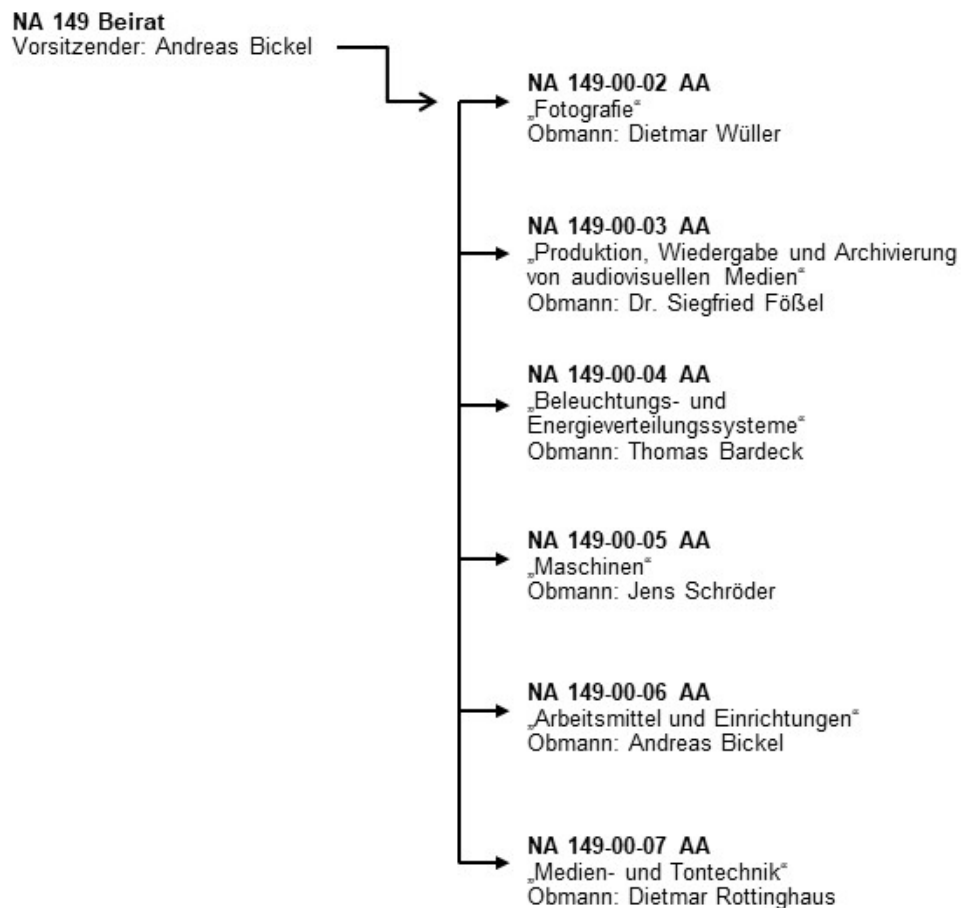 NA 149 Beirat
Vorsitzender: Andreas Bickel
NA 149-00-02 AA
„Fotografie“
Obmann: Dietmar Wüller
NA 149-00-03 AA
„Produktion, Wiedergabe und Archivierung
von audiovisuellen Medien“
Obmann: Dr. Siegfried Fößel
NA 149-00-04 AA
„Beleuchtungs- und
Energieverteilungssysteme“
Obmann: Thomas Bardeck
NA 149-00-05 AA
„Maschinen“
Obmann: Jens Schröder
NA 149-00-06 AA
„Arbeitsmittel und Einrichtungen“
Obmann: Andreas Bickel
NA 149-00-07 AA
„Medien- und Tontechnik“
Obmann: Dietmar Rottinghaus